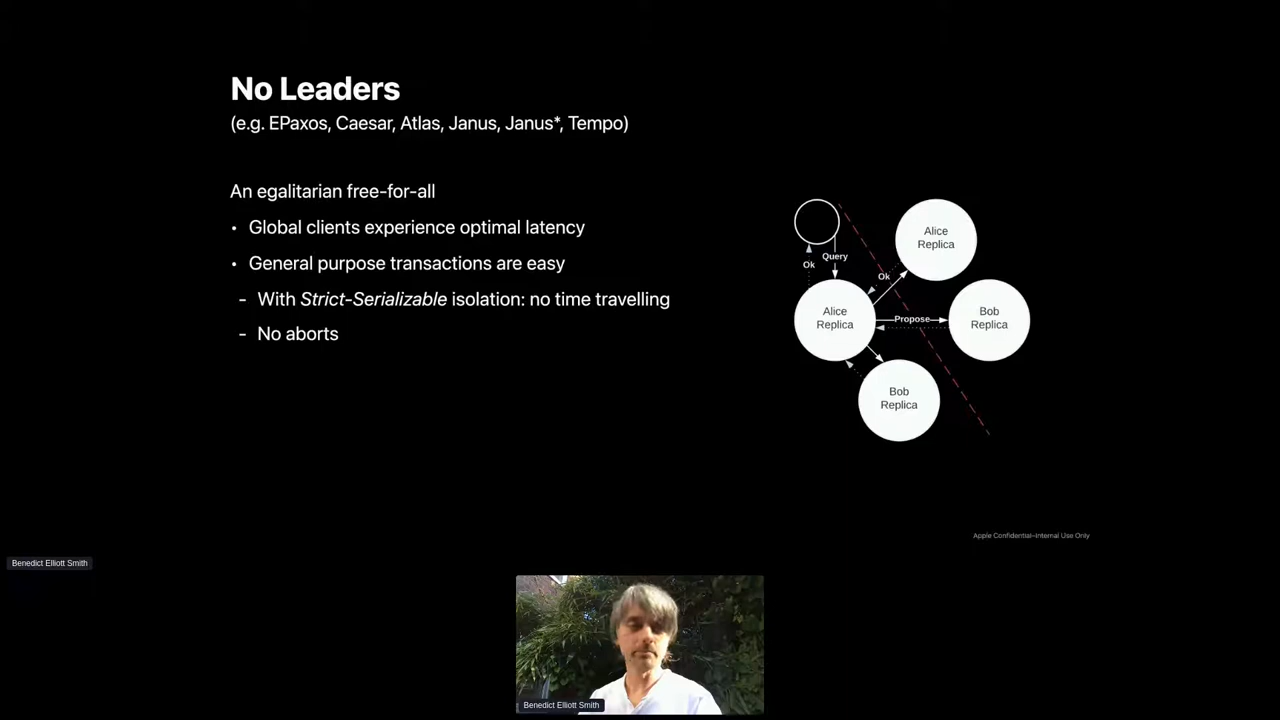 No Leaders
(e.g. EPaxos, Caesar, Atlas, Janus, Janus*, Tempo)
An egalitarian free-for-all
• Global clients experience optimal latency
• General purpose transactions are easy
- With Strict-Serializable isolation: no time travelling
- No aborts
Alice
Replica
Ok
Query
Ok
Alice
Replica
Propose
Bob
Replica
Bob
Replica
Apple Confidential–Internal Use Only
Benedict Elliott Smith
Benedict Elliott Smith